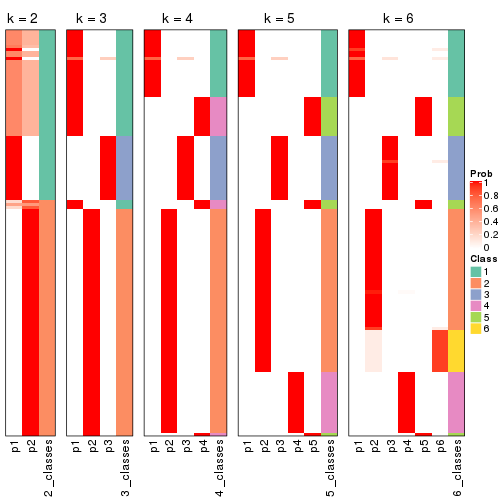 k = 2
k = 3
k = 4
k = 5
k = 6
Prob
1
0.8
0.6
0.4
0.2
0
Class
1
2
3
4
5
6
p1
p2
2_classes
p1
p2
p3
3_classes
p1
p2
p3
p4
4_classes
p1
p2
p3
p4
p5
5_classes
p1
p2
p3
p4
p5
p6
6_classes